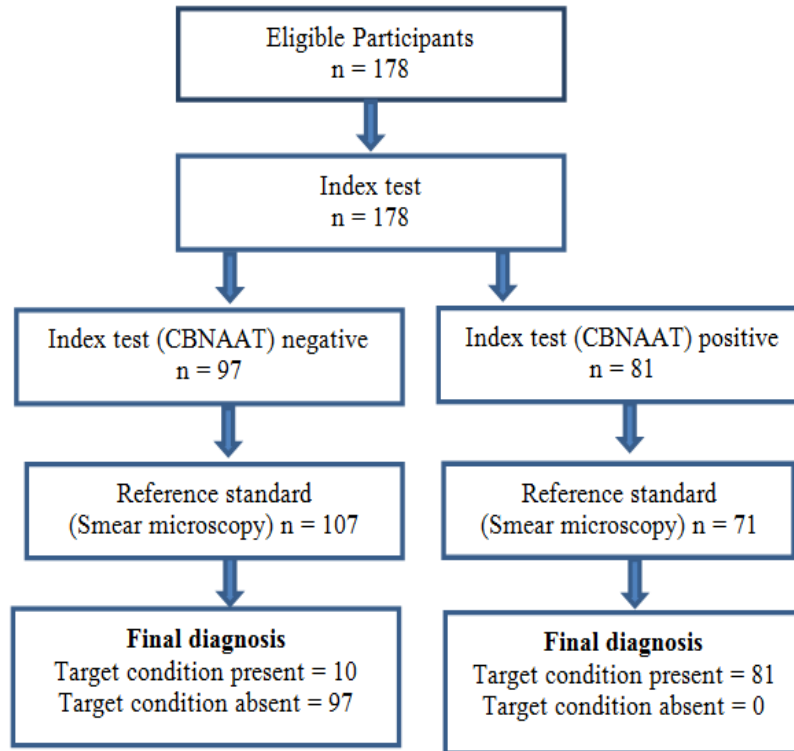 Eligible Participants
n = 178
Index test
n = 178
Index test (CBNAAT) negative
n = 97
Index test (CBNAAT) positive
n = 81
Reference standard
(Smear microscopy) n = 107
Reference standard
(Smear microscopy) n = 71
Final diagnosis
Target condition present = 10
Target condition absent = 97
Final diagnosis
Target condition present = 81
Target condition absent = 0